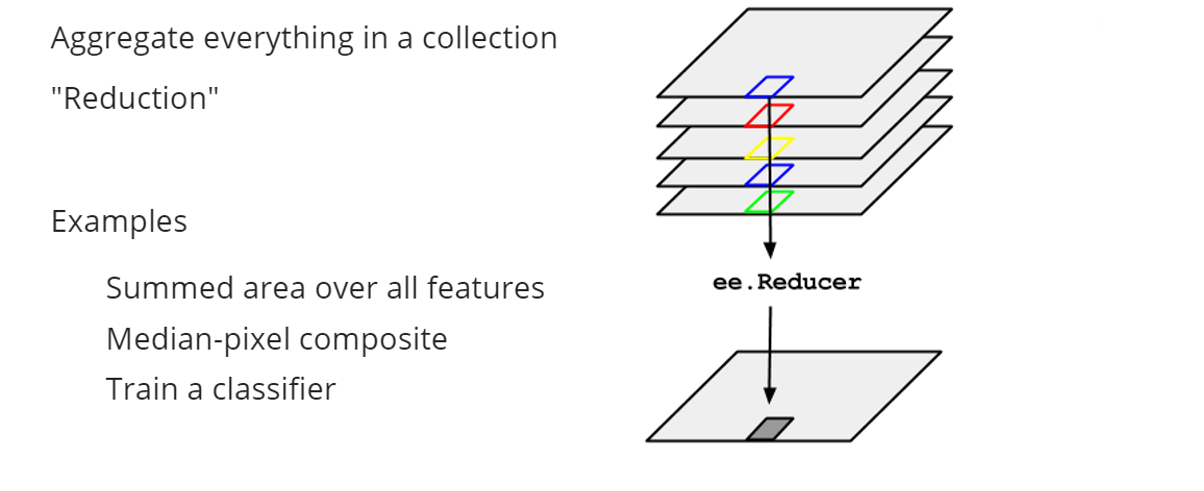 Aggregate everything in a collection
"Reduction"
Examples
Summed area over all features
Median-pixel composite
Train a classifier
ee.Reducer